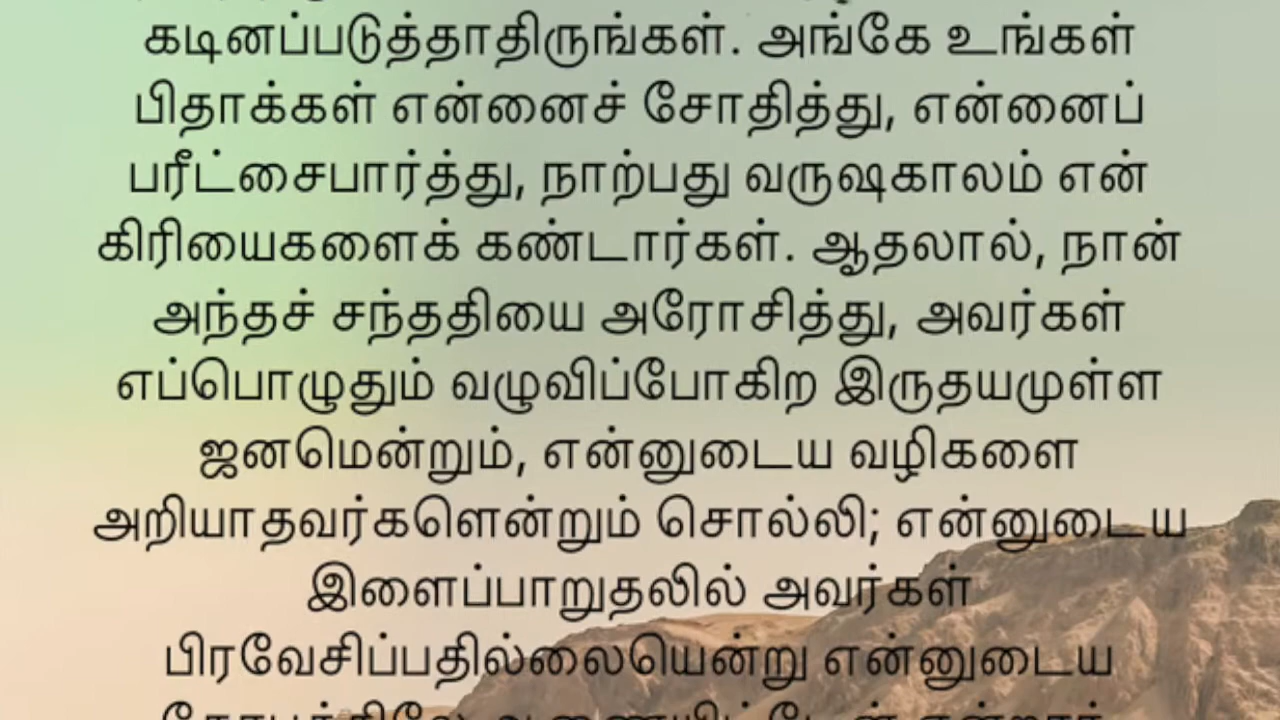 கடினப்படுத்தாதிருங்கள். அங்கே உங்கள்
பிதாக்கள் என்னைச் சோதித்து, என்னைப்
பரீட்சைபார்த்து, நாற்பது வருஷகாலம் என்
கிரியைகளைக் கண்டார்கள். ஆதலால், நான்
அந்தச் சந்ததியை அரோசித்து, அவர்கள்
எப்பொழுதும் வழுவிப்போகிற இருதயமுள்ள
ஜனமென்றும், என்னுடைய வழிகளை
அறியாதவர்களென்றும் சொல்லி; என்னுடைய
இளைப்பாறுதலில் அவர்கள்
பிரவேசிப்பதில்லையென்று என்னுடைய